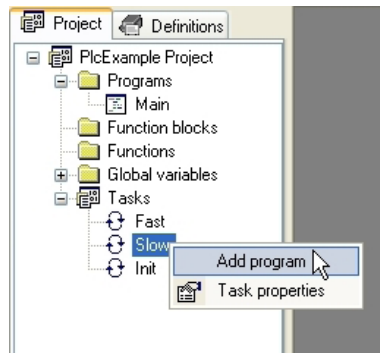 Project Definitions
PlcExample Project
Programs
Main
Function blocks
Functions
Global variables
Tasks
Fast
Slow
Add program
Init
Task properties